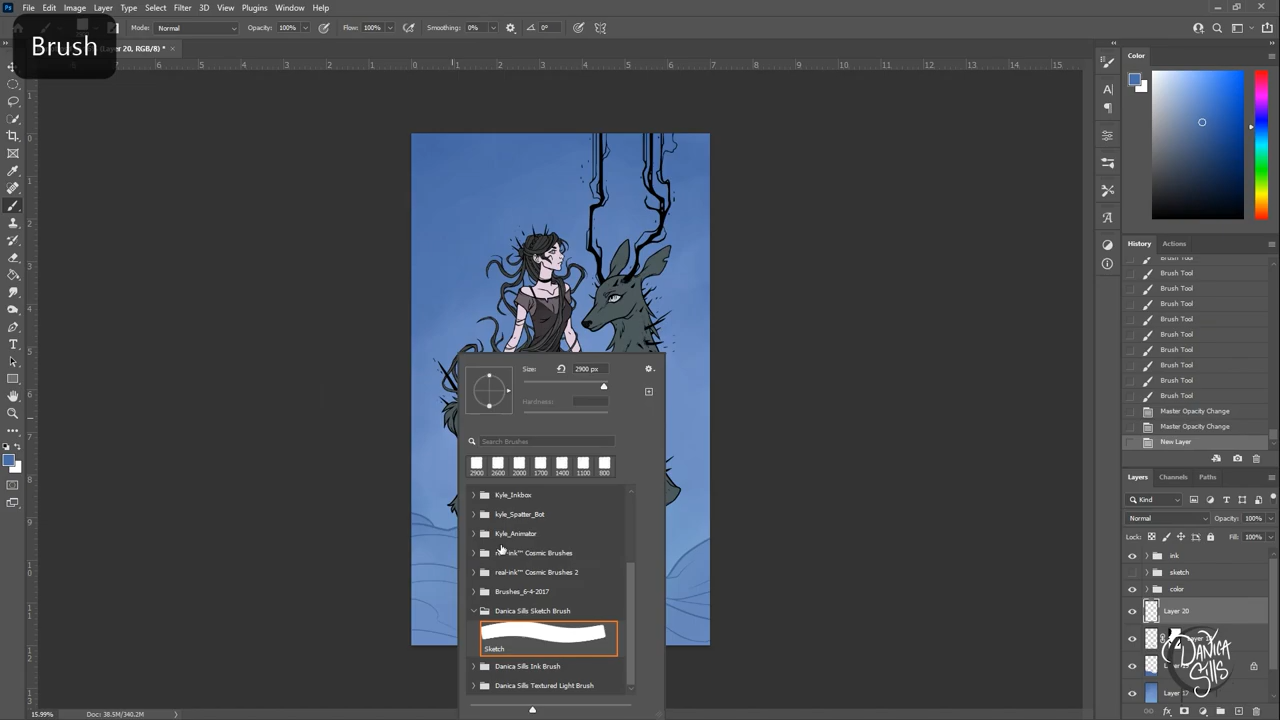 Ps File Edit Image Layer Type Select Filter 3D View Plugins Window Help
Brush
Mode: Normal Opacity: 100% Flow: 100% Smoothing: 0% 0°
(Layer 20, RGB/8) *
Color
History Actions
Brush Tool
Brush Tool
Brush Tool
Brush Tool
Brush Tool
Brush Tool
Brush Tool
Brush Tool
Brush Tool
Brush Tool
Master Opacity Change
Master Opacity Change
New Layer
Size: 2900 px
Hardness:
Search Brushes
2900 2600 2000 1700 1400 1100 800
Kyle_Inkbox
kyle_Spatter_Bot
Kyle_Animator
real-ink™ Cosmic Brushes
real-ink™ Cosmic Brushes 2
Brushes_6-4-2017
Danica Sills Sketch Brush
Sketch
Danica Sills Ink Brush
Danica Sills Textured Light Brush
Layers Channels Paths
Kind
Normal Opacity: 100%
Lock: Fill: 100%
ink
sketch
color
Layer 20
Layer 17
DANICA
SILLS
15.99% Doc: 38.5M/340.2M